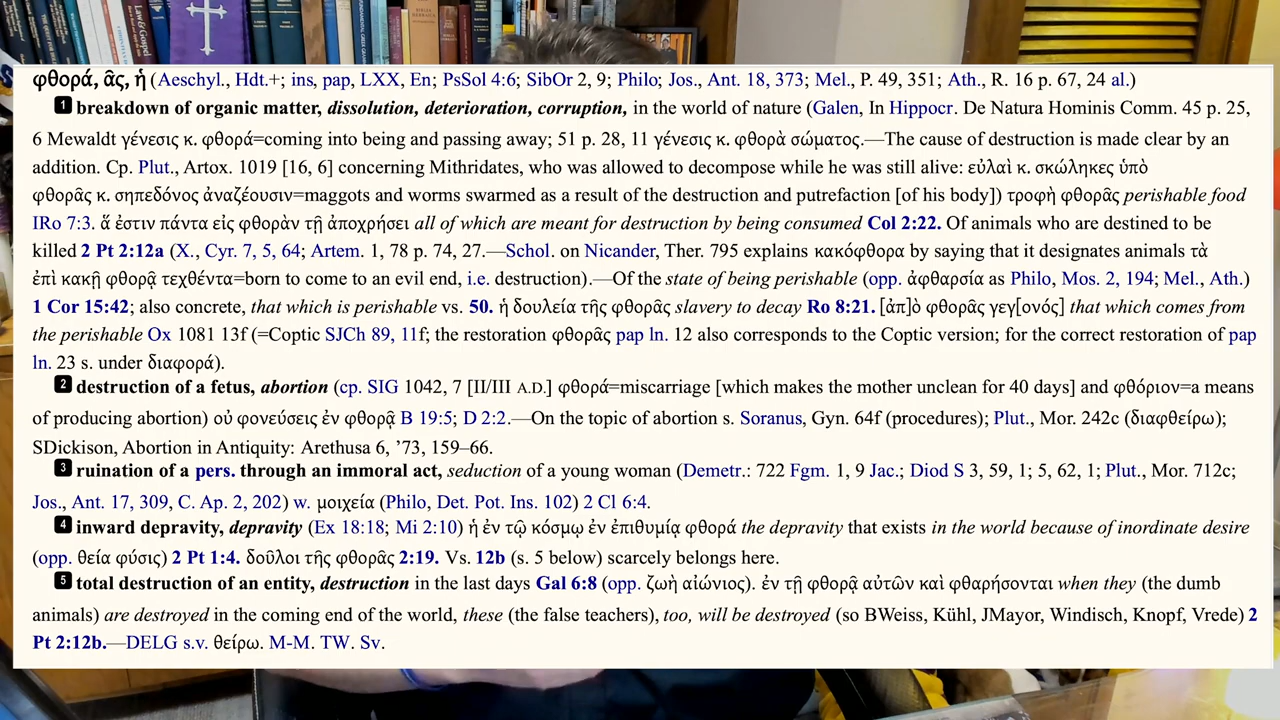 Law & Gospel
BIBLIA HEBRAICA
φθορά, ᾶς, ἡ (Aeschyl., Hdt.+; ins, pap, LXX, En; PsSol 4:6; SibOr 2, 9; Philo; Jos., Ant. 18, 373; Mel., P. 49, 351; Ath., R. 16 p. 67, 24 al.)
1 breakdown of organic matter, dissolution, deterioration, corruption, in the world of nature (Galen, In Hippocr. De Natura Hominis Comm. 45 p. 25,
6 Mewaldt γένεσις κ. φθορά=coming into being and passing away; 51 p. 28, 11 γένεσις κ. φθορὰ σώματος.—The cause of destruction is made clear by an
addition. Cp. Plut., Artox. 1019 [16, 6] concerning Mithridates, who was allowed to decompose while he was still alive: εὐλαὶ κ. σκώληκες ὑπὸ
φθορᾶς κ. σηπεδόνος ἀναζέουσιν=maggots and worms swarmed as a result of the destruction and putrefaction [of his body]) τροφὴ φθορᾶς perishable food
IRo 7:3. ἅ ἐστιν πάντα εἰς φθορὰν τῇ ἀποχρήσει all of which are meant for destruction by being consumed Col 2:22. Of animals who are destined to be
killed 2 Pt 2:12a (X., Cyr. 7, 5, 64; Artem. 1, 78 p. 74, 27.—Schol. on Nicander, Ther. 795 explains κακόφθορα by saying that it designates animals τὰ
ἐπὶ κακῇ φθορᾷ τεχθέντα=born to come to an evil end, i.e. destruction).—Of the state of being perishable (opp. ἀφθαρσία as Philo, Mos. 2, 194; Mel., Ath.)
1 Cor 15:42; also concrete, that which is perishable vs. 50. ἡ δουλεία τῆς φθορᾶς slavery to decay Ro 8:21. [ἀπ]ὸ φθορᾶς γεγ[ονός] that which comes from
the perishable Ox 1081 13f (=Coptic SJCh 89, 11f; the restoration φθορᾶς pap ln. 12 also corresponds to the Coptic version; for the correct restoration of pap
ln. 23 s. under διαφορά).
2 destruction of a fetus, abortion (cp. SIG 1042, 7 [II/III A.D.] φθορά=miscarriage [which makes the mother unclean for 40 days] and φθόριον=a means
of producing abortion) οὐ φονεύσεις ἐν φθορᾷ B 19:5; D 2:2.—On the topic of abortion s. Soranus, Gyn. 64f (procedures); Plut., Mor. 242c (διαφθείρω);
SDickison, Abortion in Antiquity: Arethusa 6, ’73, 159–66.
3 ruination of a pers. through an immoral act, seduction of a young woman (Demetr.: 722 Fgm. 1, 9 Jac.; Diod S 3, 59, 1; 5, 62, 1; Plut., Mor. 712c;
Jos., Ant. 17, 309, C. Ap. 2, 202) w. μοιχεία (Philo, Det. Pot. Ins. 102) 2 Cl 6:4.
4 inward depravity, depravity (Ex 18:18; Mi 2:10) ἡ ἐν τῷ κόσμῳ ἐν ἐπιθυμίᾳ φθορά the depravity that exists in the world because of inordinate desire
(opp. θεία φύσις) 2 Pt 1:4. δοῦλοι τῆς φθορᾶς 2:19. Vs. 12b (s. 5 below) scarcely belongs here.
5 total destruction of an entity, destruction in the last days Gal 6:8 (opp. ζωὴ αἰώνιος). ἐν τῇ φθορᾷ αὐτῶν καὶ φθαρήσονται when they (the dumb
animals) are destroyed in the coming end of the world, these (the false teachers), too, will be destroyed (so BWeiss, Kühl, JMayor, Windisch, Knopf, Vrede) 2
Pt 2:12b.—DELG s.v. θείρω. M-M. TW. Sv.